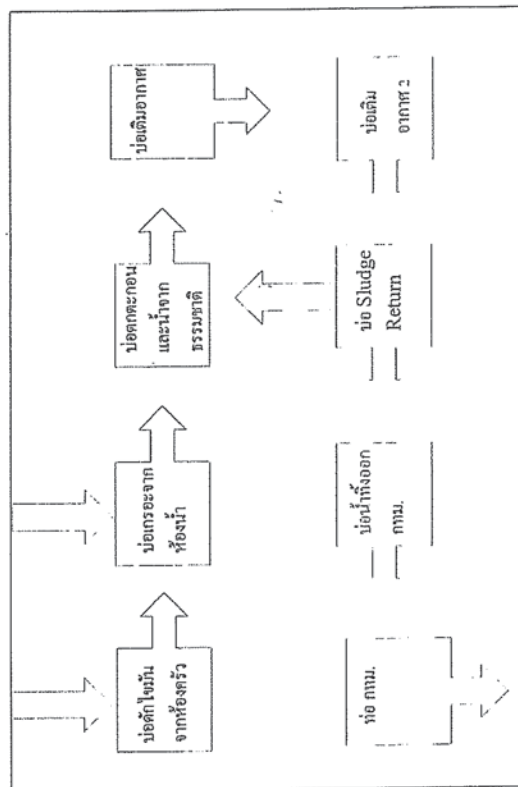 บ่อดักไขมัน
จากห้องครัว
บ่อเกรอะจาก
ห้องน้ำ
บ่อตกตะกอน
และน้ำจาก
ธรรมชาติ
บ่อเติมอากาศ
บ่อเติม
อากาศ 2
บ่อ Sludge
Return
บ่อน้ำทิ้งออก
กทม.
ท่อ กทม.